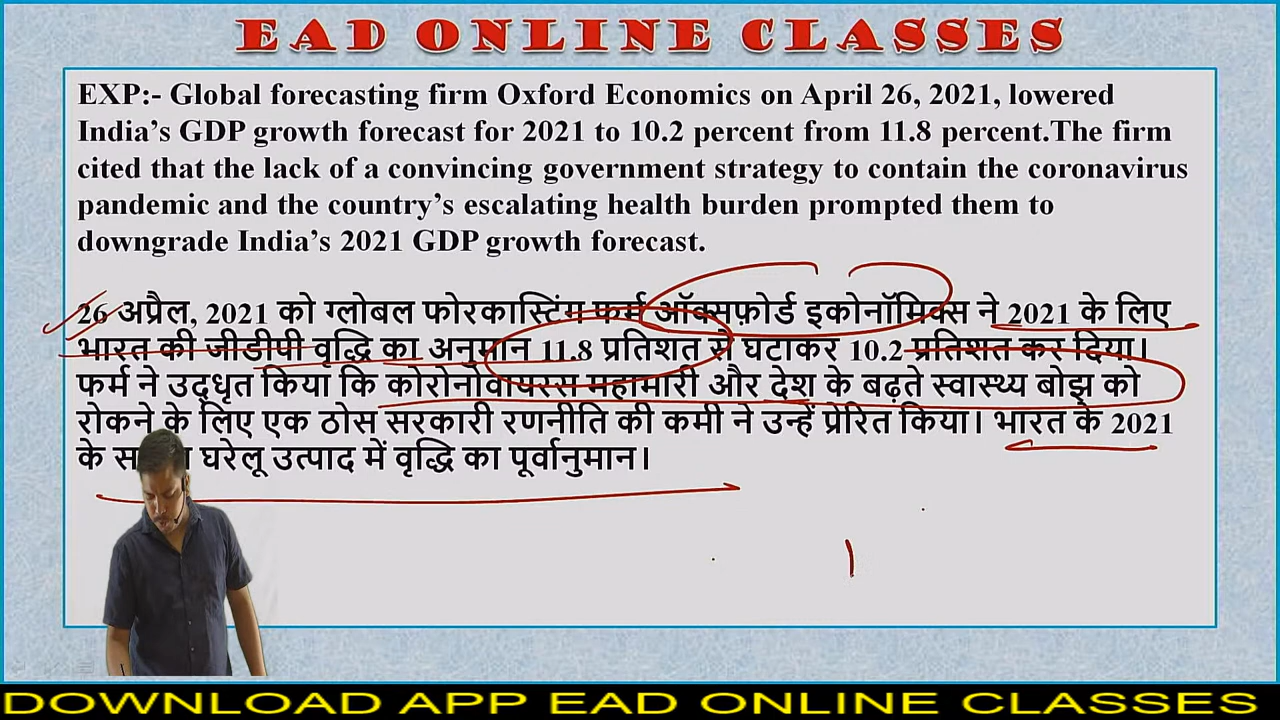 EAD ONLINE CLASSES
EXP:- Global forecasting firm Oxford Economics on April 26, 2021, lowered
India's GDP growth forecast for 2021 to 10.2 percent from 11.8 percent.The firm
cited that the lack of a convincing government strategy to contain the coronavirus
pandemic and the country's escalating health burden prompted them to
downgrade India's 2021 GDP growth forecast.
26 अप्रैल, 2021 को ग्लोबल फोरकास्टिंग फर्म ऑक्सफ़ोर्ड इकोनॉमिक्स ने 2021 के लिए
भारत की जीडीपी वृद्धि का अनुमान 11.8 प्रतिशत से घटाकर 10.2 प्रतिशत कर दिया।
फर्म ने उद्धृत किया कि कोरोनोवायरस महामारी और देश के बढ़ते स्वास्थ्य बोझ को
रोकने के लिए एक ठोस सरकारी रणनीति की कमी ने उन्हें प्रेरित किया। भारत के 2021
के घरेलू उत्पाद में वृद्धि का पूर्वानुमान।
DOWNLOAD APP EAD ONLINE CLASSES